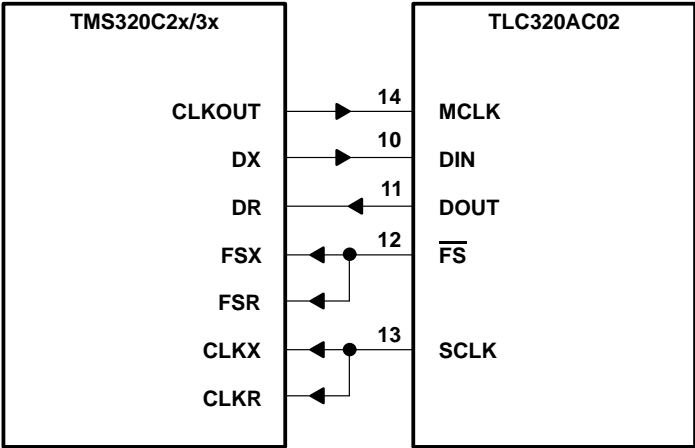 TMS320C2x/3x TLC320AC02
CLKOUT 14 MCLK
DX 10 DIN
DR 11 DOUT
FSX 12 F̅S̅
FSR
CLKX 13 SCLK
CLKR